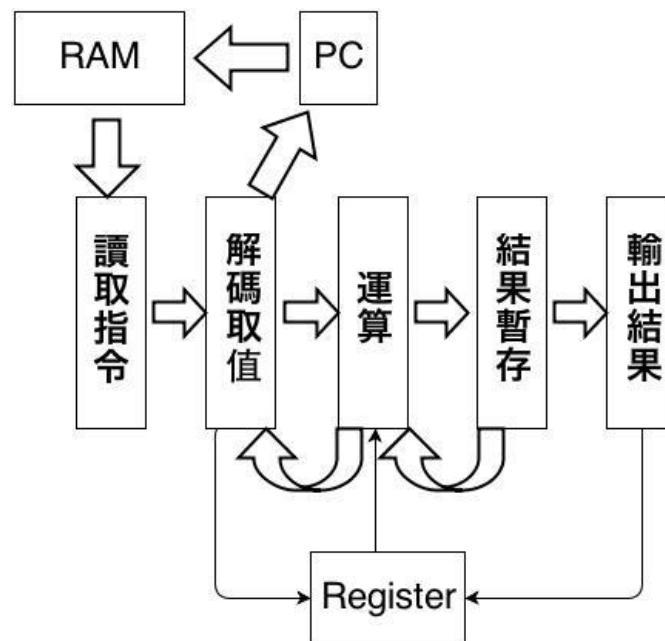 RAM
PC
讀取指令
解碼取值
運算
結果暫存
輸出結果
Register